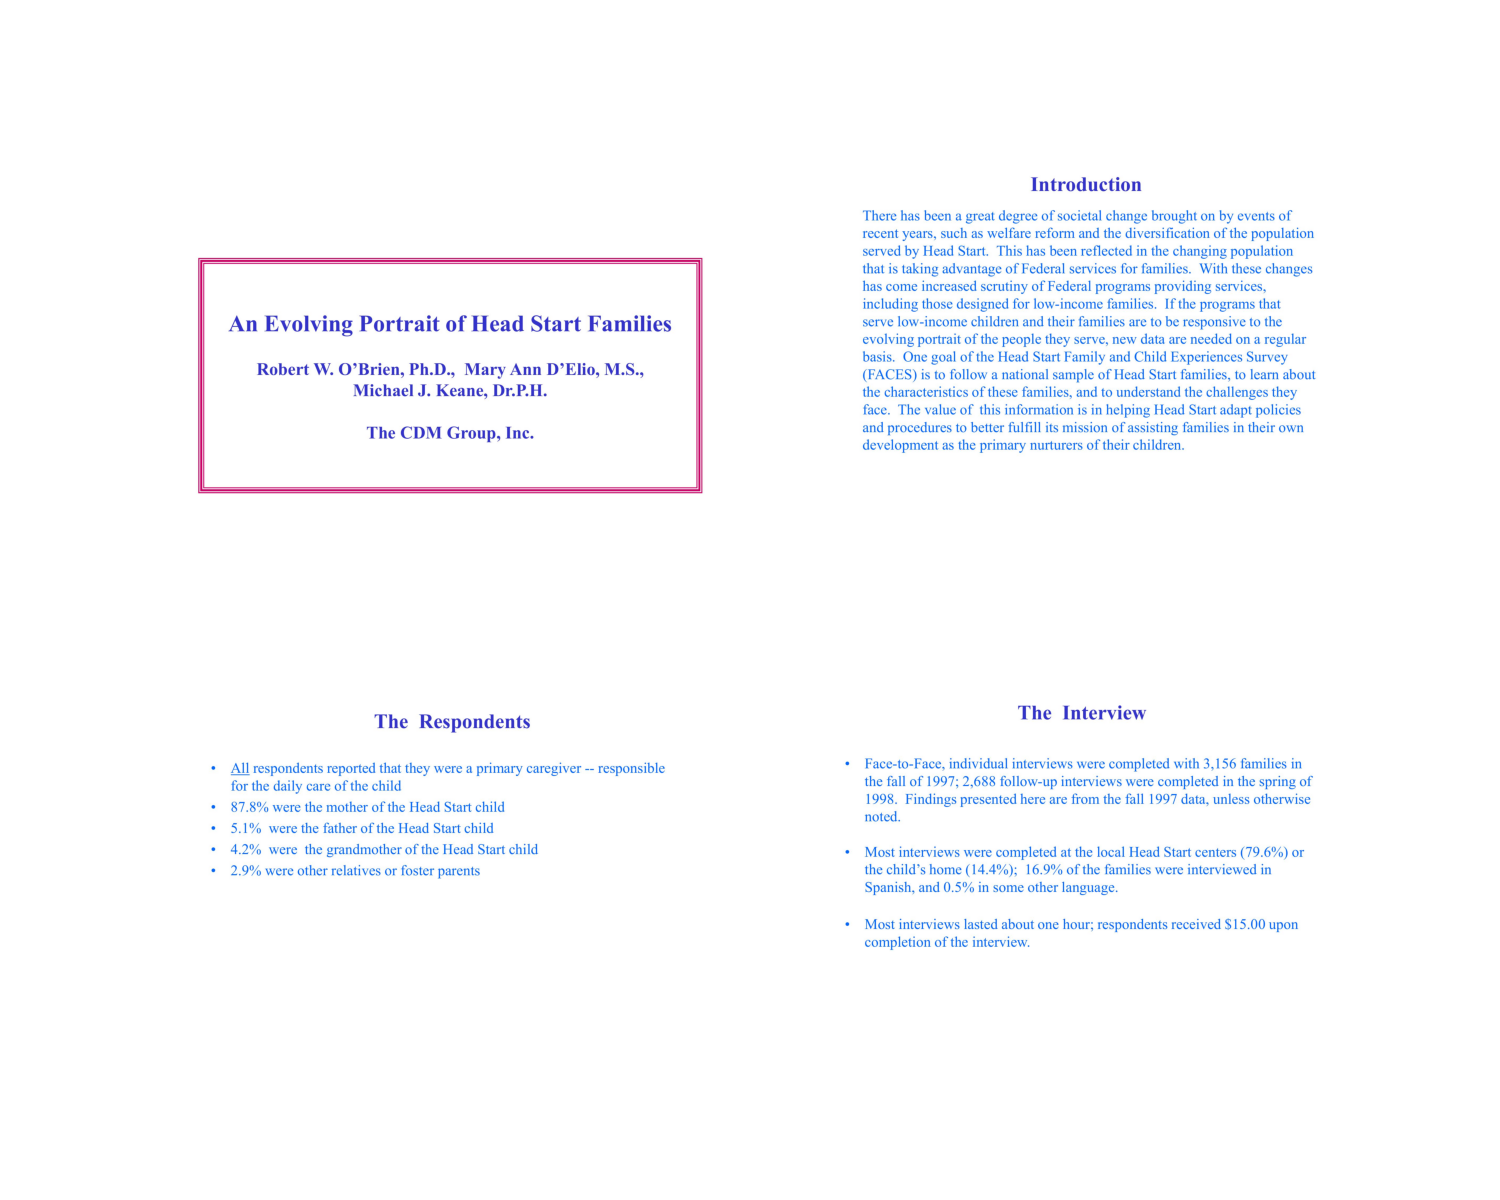 An Evolving Portrait of Head Start Families
Robert W. O’Brien, Ph.D.,  Mary Ann D’Elio, M.S.,
Michael J. Keane, Dr.P.H.
The CDM Group, Inc.
Introduction
There has been a great degree of societal change brought on by events of
recent years, such as welfare reform and the diversification of the population
served by Head Start.  This has been reflected in the changing population
that is taking advantage of Federal services for families.  With these changes
has come increased scrutiny of Federal programs providing services,
including those designed for low-income families.  If the programs that
serve low-income children and their families are to be responsive to the
evolving portrait of the people they serve, new data are needed on a regular
basis.  One goal of the Head Start Family and Child Experiences Survey
(FACES) is to follow a national sample of Head Start families, to learn about
the characteristics of these families, and to understand the challenges they
face.  The value of  this information is in helping Head Start adapt policies
and procedures to better fulfill its mission of assisting families in their own
development as the primary nurturers of their children.
The  Respondents
• All respondents reported that they were a primary caregiver -- responsible
for the daily care of the child
• 87.8% were the mother of the Head Start child
• 5.1%  were the father of the Head Start child
• 4.2%  were  the grandmother of the Head Start child
• 2.9% were other relatives or foster parents
The  Interview
• Face-to-Face, individual interviews were completed with 3,156 families in
the fall of 1997; 2,688 follow-up interviews were completed in the spring of
1998.  Findings presented here are from the fall 1997 data, unless otherwise
noted.
• Most interviews were completed at the local Head Start centers (79.6%) or
the child’s home (14.4%);  16.9% of the families were interviewed in
Spanish, and 0.5% in some other language.
• Most interviews lasted about one hour; respondents received $15.00 upon
completion of the interview.